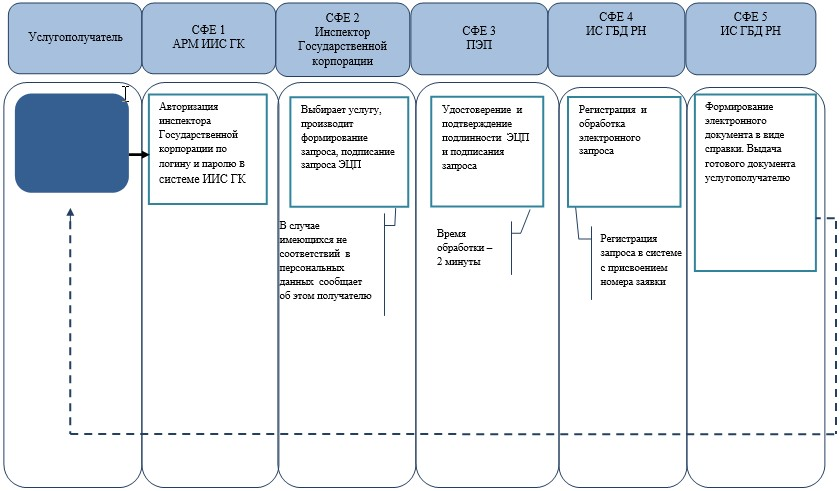 Услугополучатель
СФЕ 1
АРМ ИИС ГК
СФЕ 2
Инспектор
Государственной
корпорации
СФЕ 3
ПЭП
СФЕ 4
ИС ГБД РН
СФЕ 5
ИС ГБД РН
Авторизация
инспектора
Государственной
корпорации по
логину и паролю в
системе ИИС ГК
Выбирает услугу,
производит
формирование
запроса, подписание
запроса ЭЦП
Удостоверение и
подтверждение
подлинности ЭЦП
и подписания
запроса
Регистрация и
обработка
электронного
запроса
Формирование
электронного
документа в виде
справки. Выдача
готового документа
услугополучателю
В случае
имеющихся не
соответствий в
персональных
данных сообщает
об этом получателю
Время
обработки –
2 минуты
Регистрация
запроса в системе
с присвоением
номера заявки